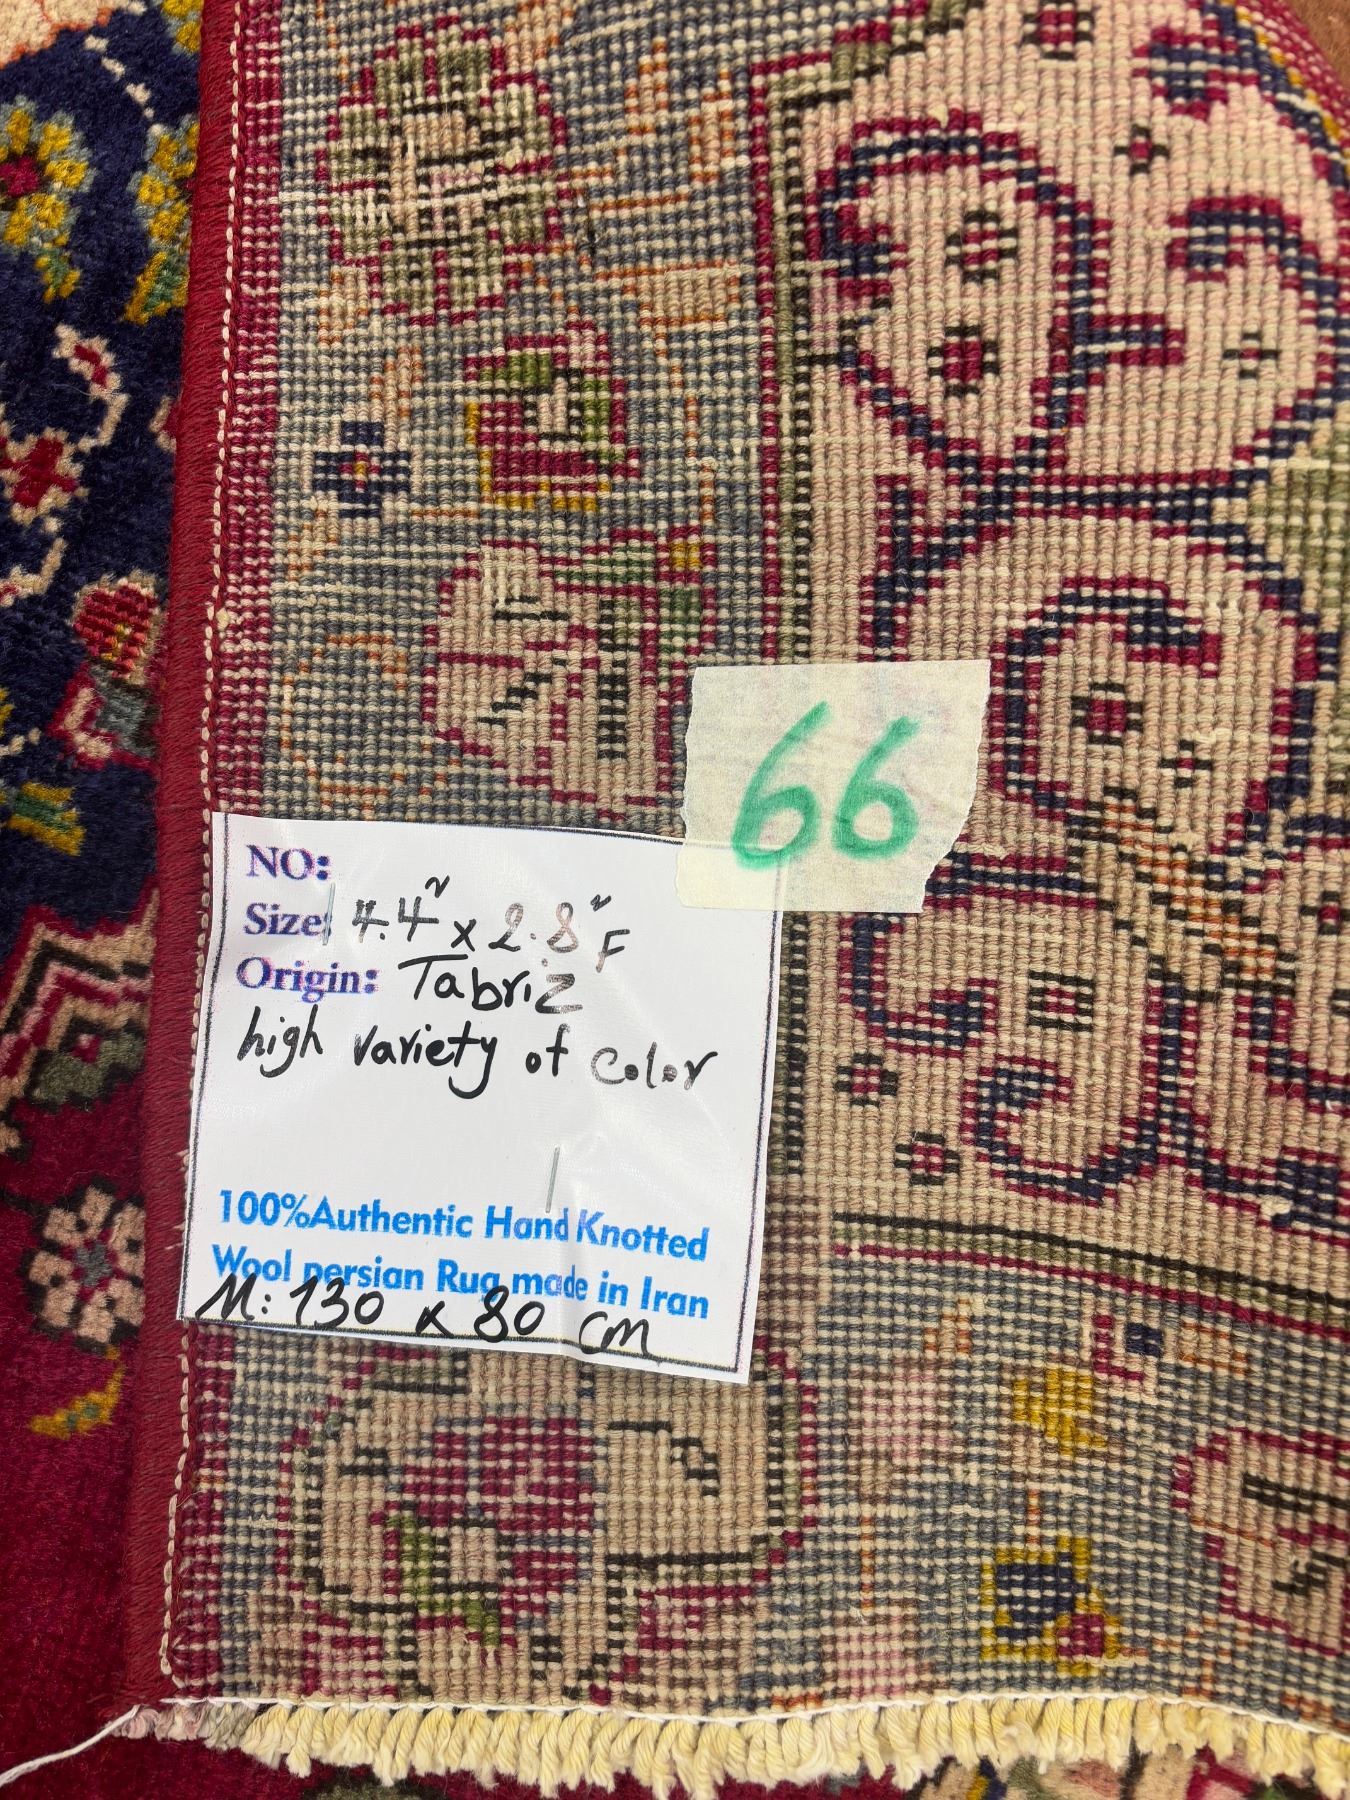 66
NO:
Size: 4.4" x 2.8" F
Origin: Tabriz
high variety of color
100%Authentic Hand Knotted
Wool persian Rug made in Iran
M: 130 x 80 cm